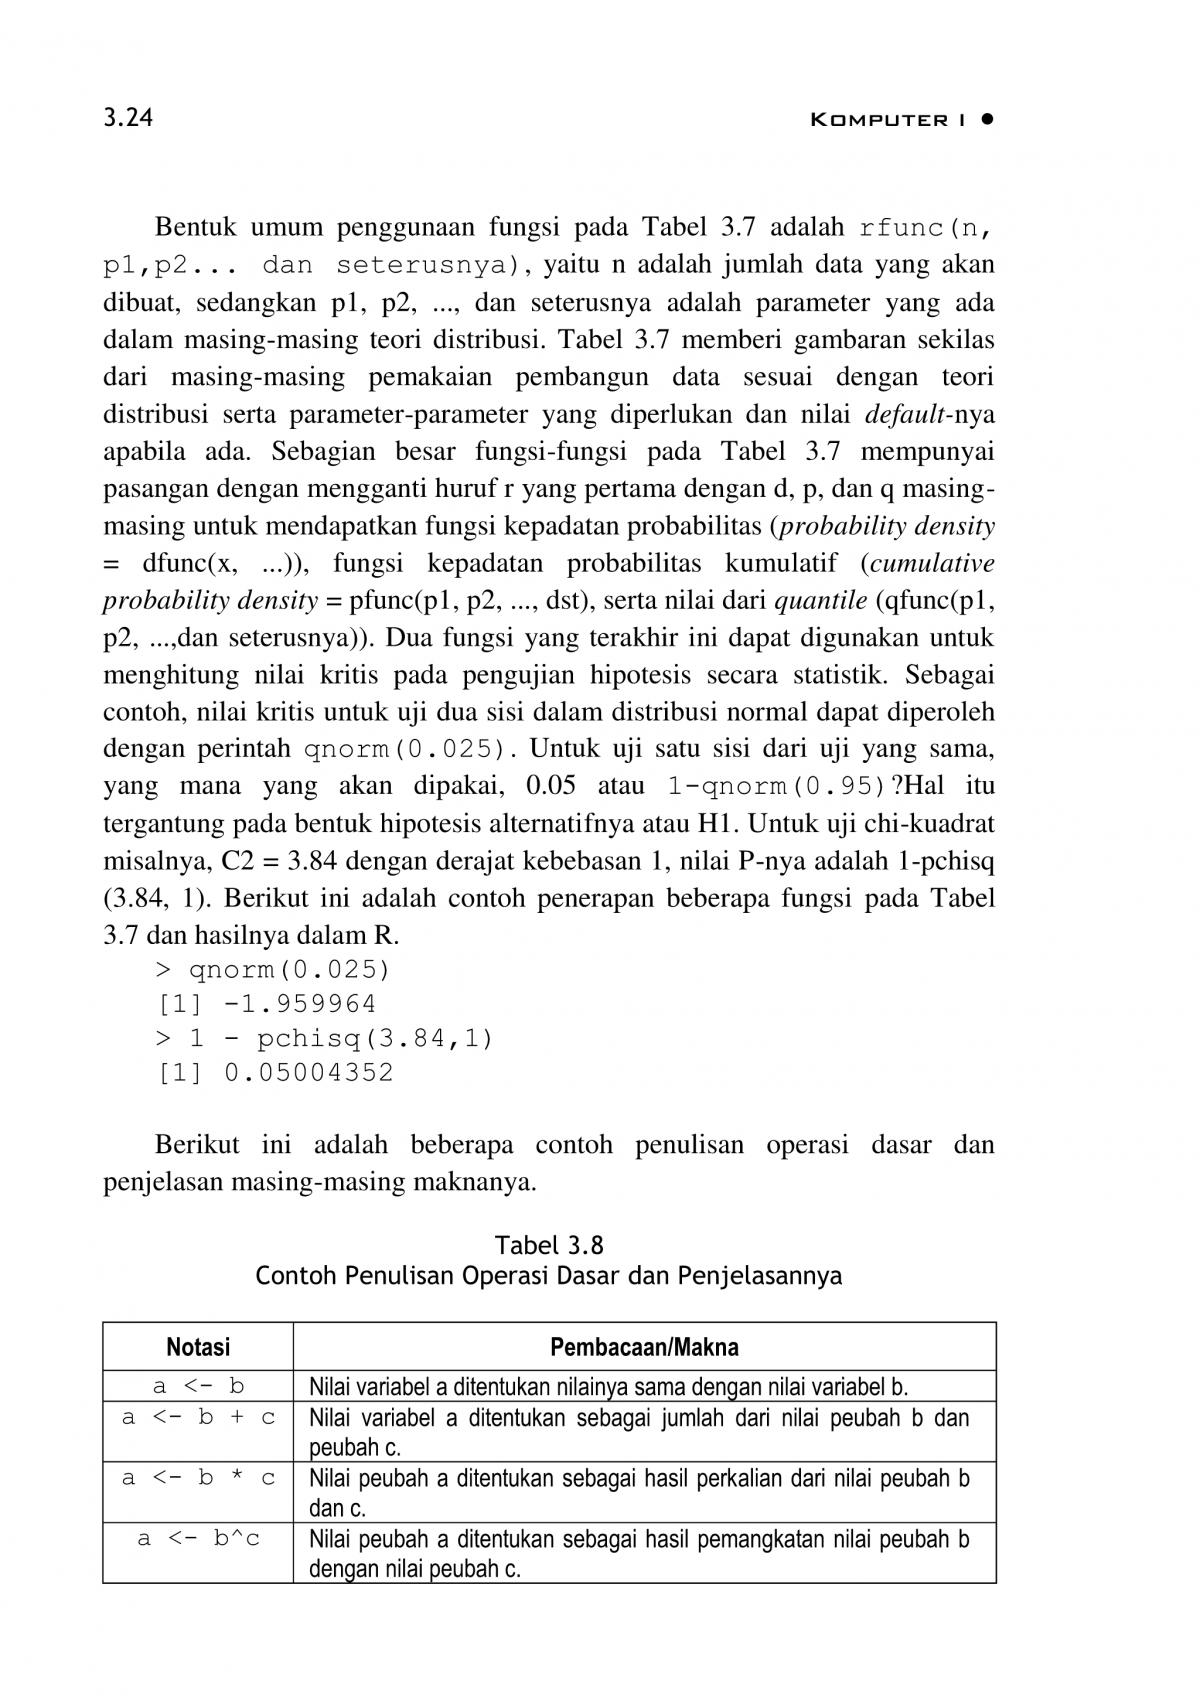 3.24 KOMPUTER I ●
Bentuk umum penggunaan fungsi pada Tabel 3.7 adalah rfunc(n,
p1,p2... dan seterusnya), yaitu n adalah jumlah data yang akan
dibuat, sedangkan p1, p2, ..., dan seterusnya adalah parameter yang ada
dalam masing-masing teori distribusi. Tabel 3.7 memberi gambaran sekilas
dari masing-masing pemakaian pembangun data sesuai dengan teori
distribusi serta parameter-parameter yang diperlukan dan nilai default-nya
apabila ada. Sebagian besar fungsi-fungsi pada Tabel 3.7 mempunyai
pasangan dengan mengganti huruf r yang pertama dengan d, p, dan q masing-
masing untuk mendapatkan fungsi kepadatan probabilitas (probability density
= dfunc(x, ...)), fungsi kepadatan probabilitas kumulatif (cumulative
probability density = pfunc(p1, p2, ..., dst), serta nilai dari quantile (qfunc(p1,
p2, ...,dan seterusnya)). Dua fungsi yang terakhir ini dapat digunakan untuk
menghitung nilai kritis pada pengujian hipotesis secara statistik. Sebagai
contoh, nilai kritis untuk uji dua sisi dalam distribusi normal dapat diperoleh
dengan perintah qnorm(0.025). Untuk uji satu sisi dari uji yang sama,
yang mana yang akan dipakai, 0.05 atau 1-qnorm(0.95)?Hal itu
tergantung pada bentuk hipotesis alternatifnya atau H1. Untuk uji chi-kuadrat
misalnya, C2 = 3.84 dengan derajat kebebasan 1, nilai P-nya adalah 1-pchisq
(3.84, 1). Berikut ini adalah contoh penerapan beberapa fungsi pada Tabel
3.7 dan hasilnya dalam R.
> qnorm(0.025)
[1] -1.959964
> 1 - pchisq(3.84,1)
[1] 0.05004352
Berikut ini adalah beberapa contoh penulisan operasi dasar dan
penjelasan masing-masing maknanya.
Tabel 3.8
Contoh Penulisan Operasi Dasar dan Penjelasannya
Notasi Pembacaan/Makna
a <- b Nilai variabel a ditentukan nilainya sama dengan nilai variabel b.
a <- b + c Nilai variabel a ditentukan sebagai jumlah dari nilai peubah b dan
peubah c.
a <- b * c Nilai peubah a ditentukan sebagai hasil perkalian dari nilai peubah b
dan c.
a <- b^c Nilai peubah a ditentukan sebagai hasil pemangkatan nilai peubah b
dengan nilai peubah c.